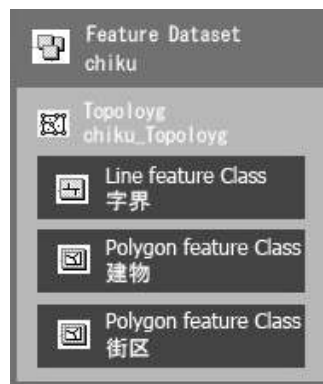 Feature Dataset
chiku
Topoloyg
chiku_Topoloyg
Line feature Class
字界
Polygon feature Class
建物
Polygon feature Class
街区